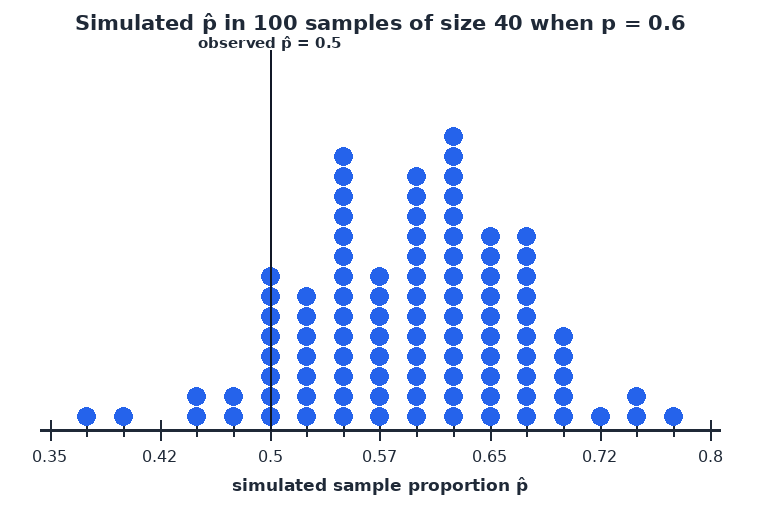 Simulated p̂ in 100 samples of size 40 when p = 0.6
observed p̂ = 0.5
0.35 0.42 0.5 0.57 0.65 0.72 0.8
simulated sample proportion p̂